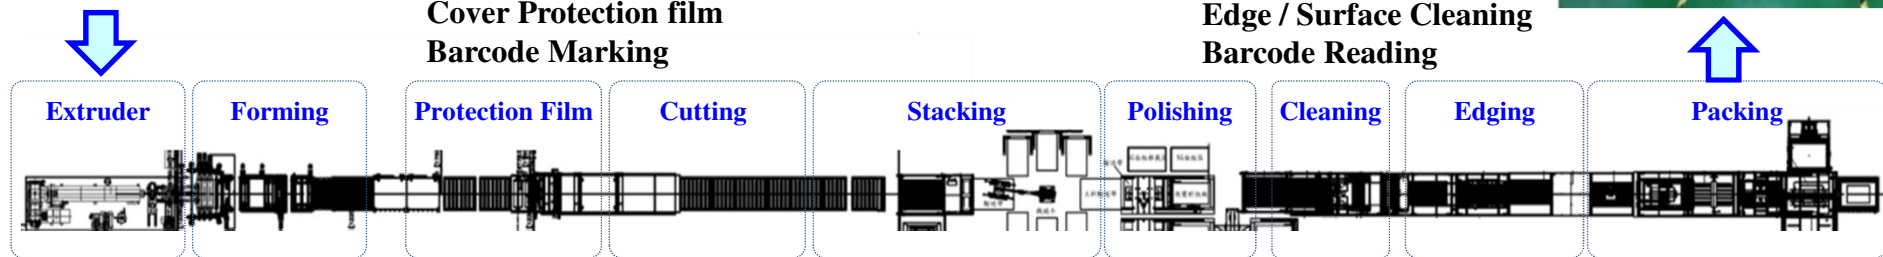 Cover Protection film
Barcode Marking
Edge / Surface Cleaning
Barcode Reading
Extruder
Forming
Protection Film
Cutting
Stacking
Polishing
Cleaning
Edging
Packing